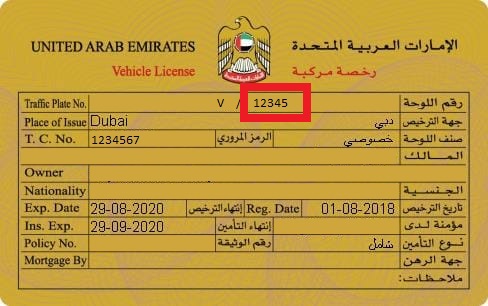 UNITED ARAB EMIRATES الإمارات العربية المتحدة
Vehicle License رخصة مركبة
Traffic Plate No. V / 12345 رقم اللوحة
Place of Issue Dubai دبي جهة الترخيص
T. C. No. 1234567 الرمز المروري خصوصي صنف اللوحة
المالك
Owner
Nationality الجنسية
Exp. Date 29-08-2020 إنتهاء الترخيص Reg. Date 01-08-2018 تاريخ الترخيص
Ins. Exp. 29-09-2020 إنتهاء التأمين مؤمنة لدى
Policy No. رقم الوثيقة شامل نوع التأمين
Mortgage By جهة الرهن
ملاحظات: